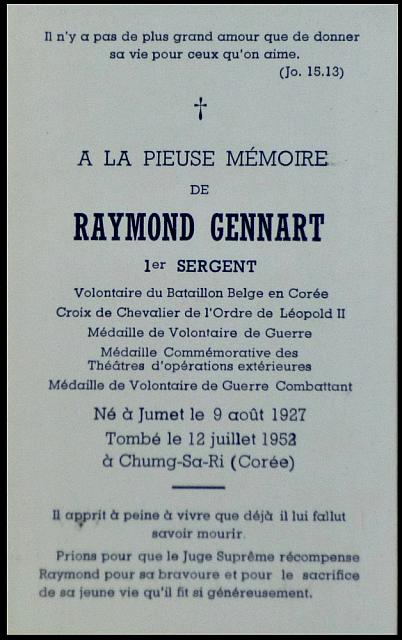 Il n'y a pas de plus grand amour que de donner
sa vie pour ceux qu'on aime.
(Jo. 15.13)
†
A LA PIEUSE MÉMOIRE
DE
RAYMOND GENNART
1er SERGENT
Volontaire du Bataillon Belge en Corée
Croix de Chevalier de l'Ordre de Léopold II
Médaille de Volontaire de Guerre
Médaille Commémorative des
Théâtres d'opérations extérieures
Médaille de Volontaire de Guerre Combattant
Né à Jumet le 9 août 1927
Tombé le 12 juillet 1952
à Chumg-Sa-Ri (Corée)
Il apprit à peine à vivre que déjà il lui fallut
savoir mourir.
Prions pour que le Juge Suprême récompense
Raymond pour sa bravoure et pour le sacrifice
de sa jeune vie qu'il fit si généreusement.